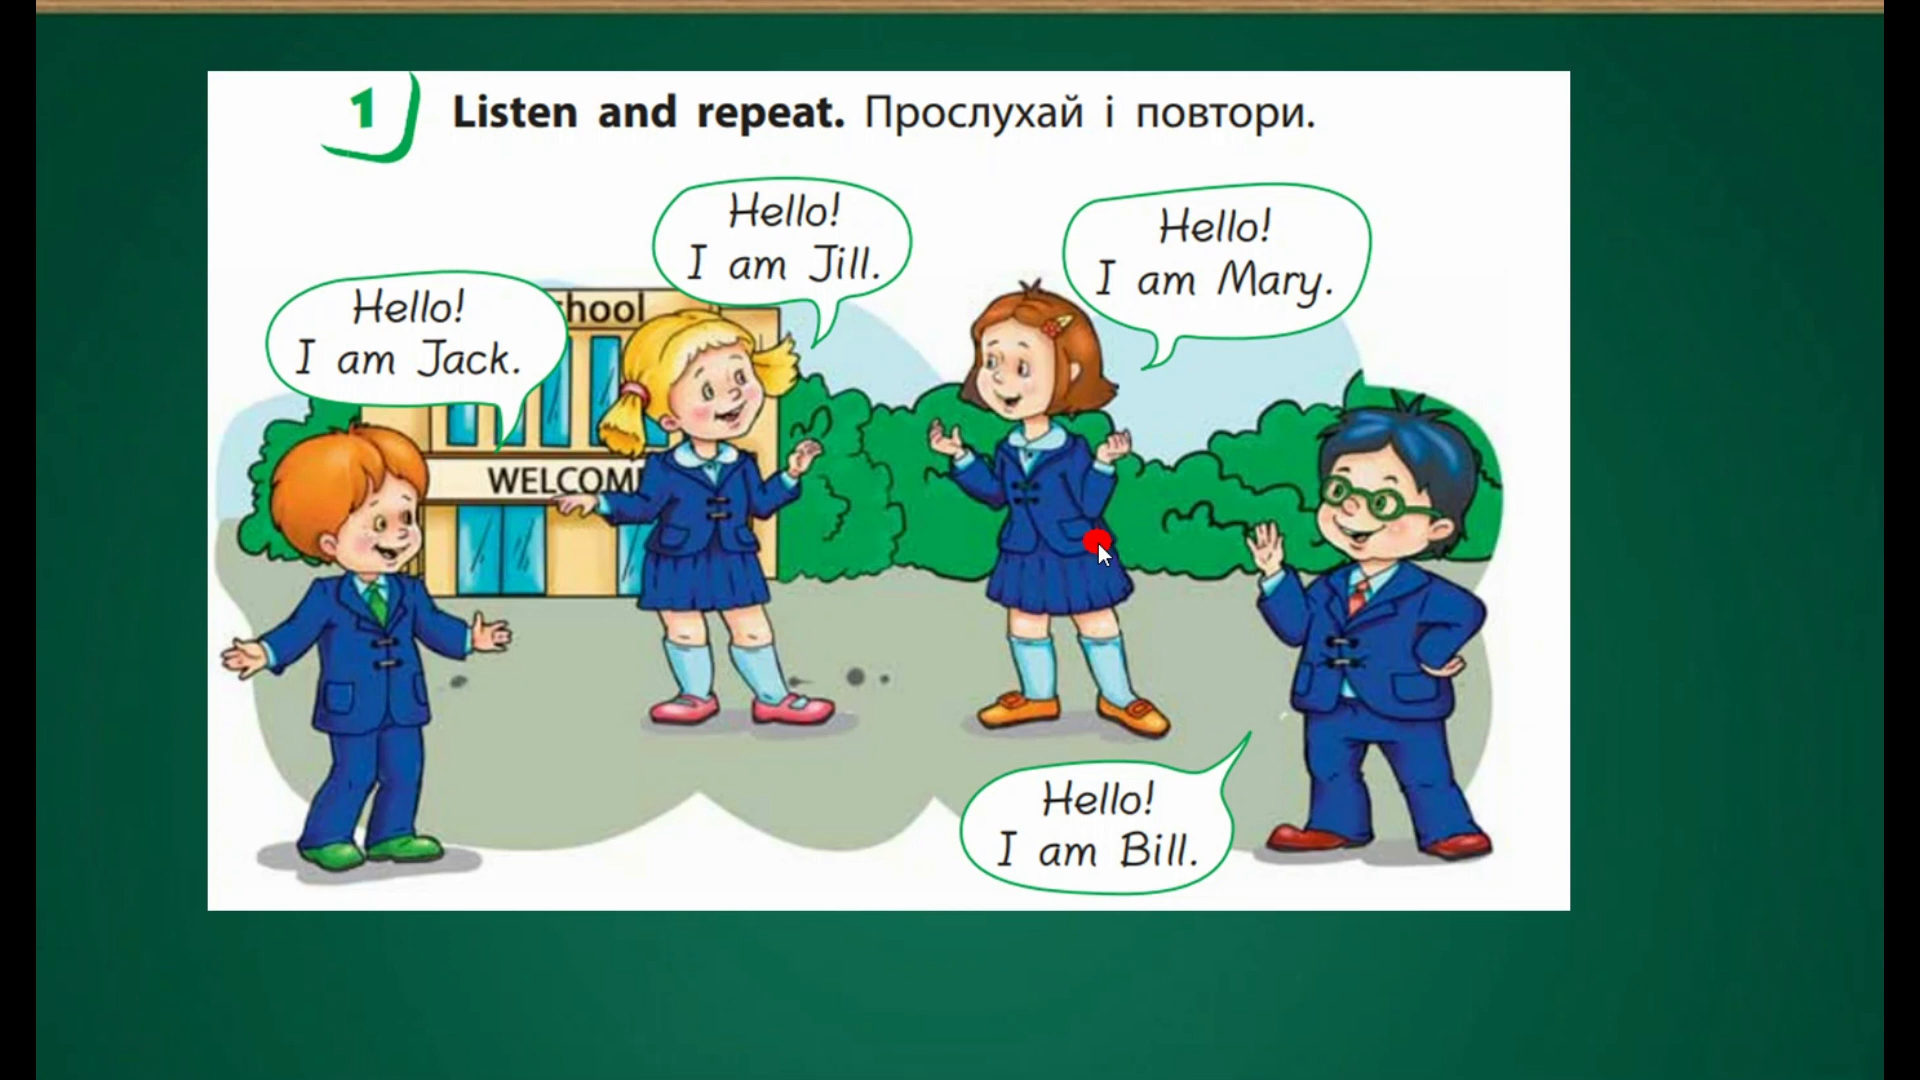 1 Listen and repeat. Прослухай і повтори.
Hello!
I am Jill.
Hello!
I am Mary.
Hello!
I am Jack.
hool
WELCOM
Hello!
I am Bill.